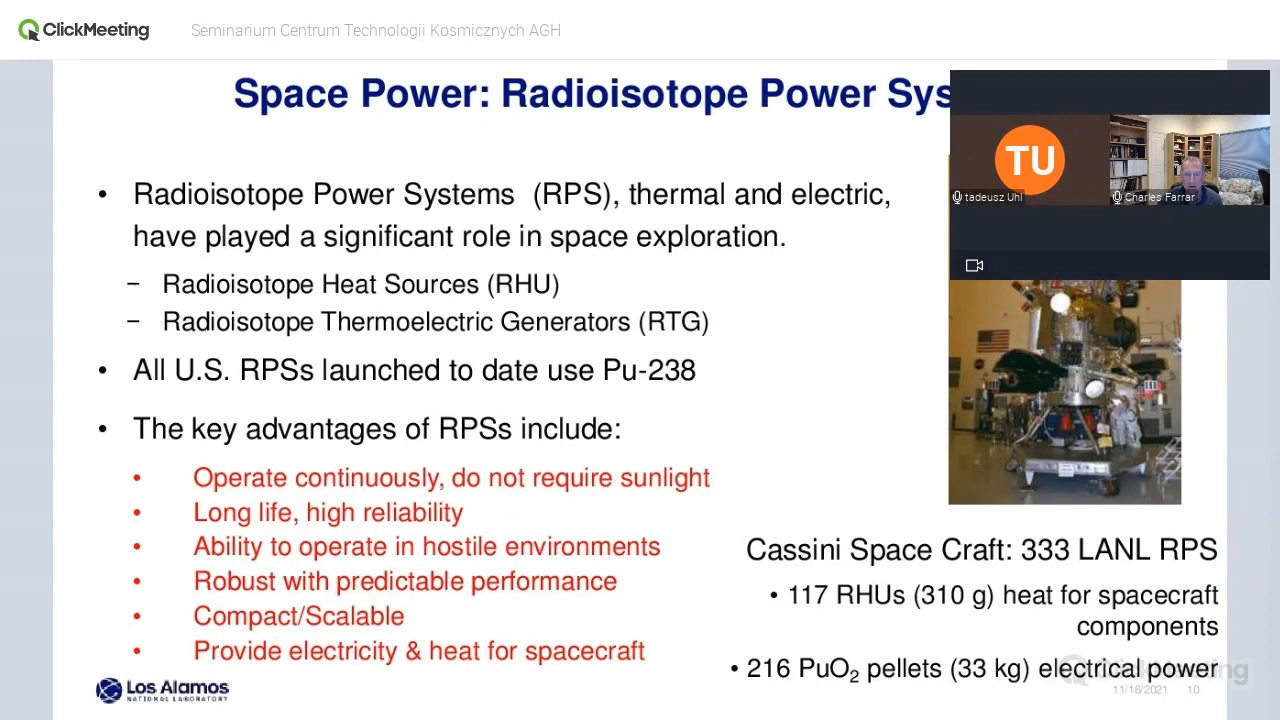 ClickMeeting
Seminarium Centrum Technologii Kosmicznych AGH
Space Power: Radioisotope Power Sys
TU
tadeusz Uhl
Charles Farrar
• Radioisotope Power Systems (RPS), thermal and electric,
have played a significant role in space exploration.
− Radioisotope Heat Sources (RHU)
− Radioisotope Thermoelectric Generators (RTG)
• All U.S. RPSs launched to date use Pu-238
• The key advantages of RPSs include:
• Operate continuously, do not require sunlight
• Long life, high reliability
• Ability to operate in hostile environments
• Robust with predictable performance
• Compact/Scalable
• Provide electricity & heat for spacecraft
Cassini Space Craft: 333 LANL RPS
• 117 RHUs (310 g) heat for spacecraft
components
• 216 PuO₂ pellets (33 kg) electrical power
Los Alamos
NATIONAL LABORATORY
ClickMeeting
11/16/2021 10